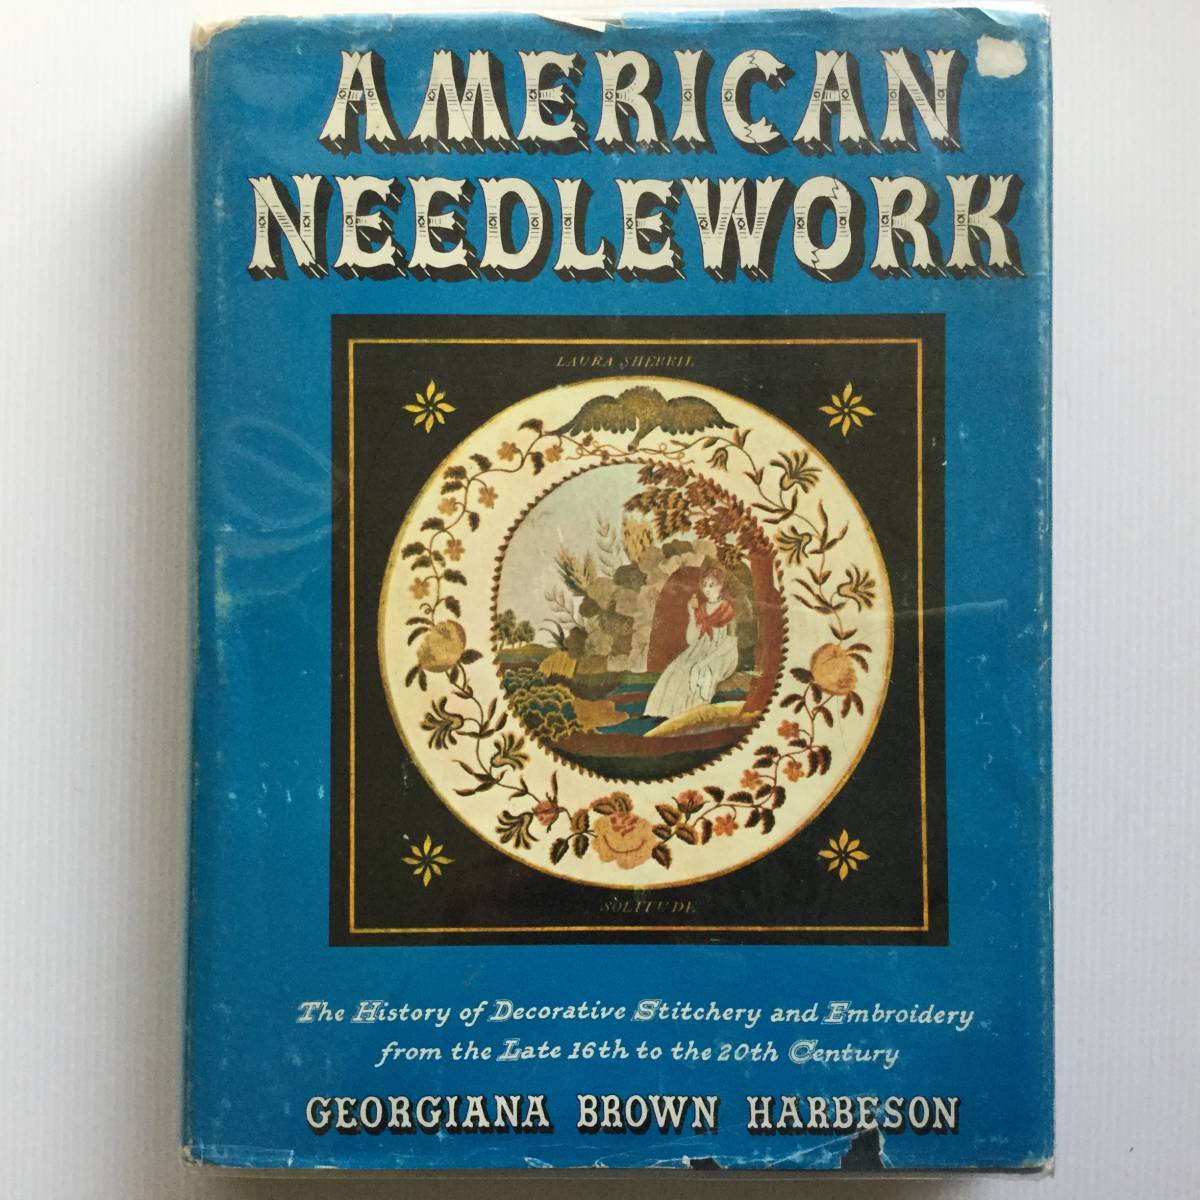 AMERICAN
NEEDLEWORK
LAURA SHERRIL
SOLITUDE
The History of Decorative Stitchery and Embroidery
from the Late 16th to the 20th Century
GEORGIANA BROWN HARBESON